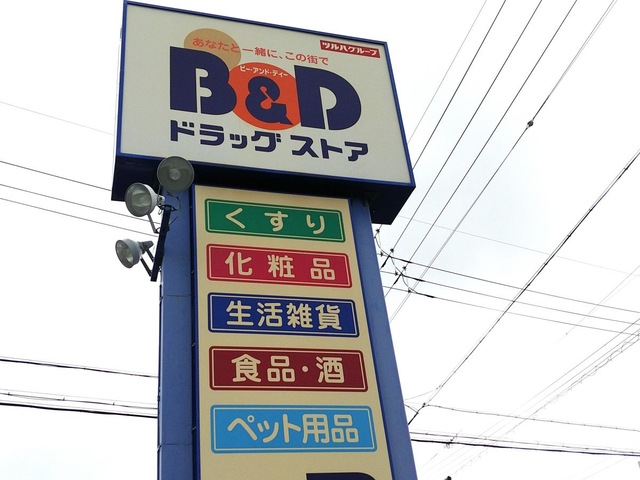 ツルハグループ
あなたと一緒に、この街で
ビー・アンド・ディー
B&D
ドラッグストア
くすり
化粧品
生活雑貨
食品・酒
ペット用品